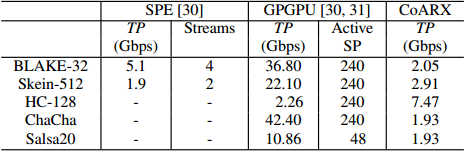 SPE [30] GPGPU [30, 31] CoARX
TP Streams TP Active TP
(Gbps) (Gbps) SP (Gbps)
BLAKE-32 5.1 4 36.80 240 2.05
Skein-512 1.9 2 22.10 240 2.91
HC-128 - - 2.26 240 7.47
ChaCha - - 42.40 240 1.93
Salsa20 - - 10.86 48 1.93